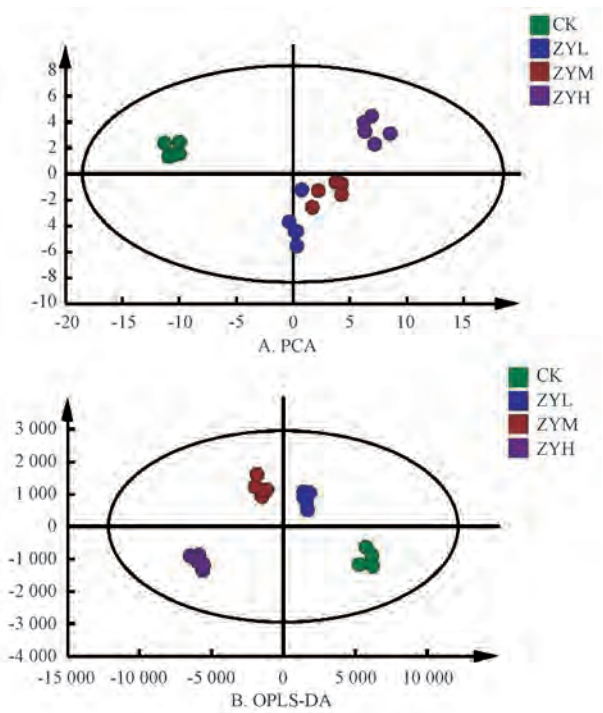 CK
ZYL
ZYM
ZYH
8
6
4
2
0
-2
-4
-6
-8
-10
-20 -15 -10 -5 0 5 10 15
A. PCA
CK
ZYL
ZYM
ZYH
3 000
2 000
1 000
0
-1 000
-2 000
-3 000
-4 000
-15 000 -10 000 -5 000 0 5 000 10 000
B. OPLS-DA